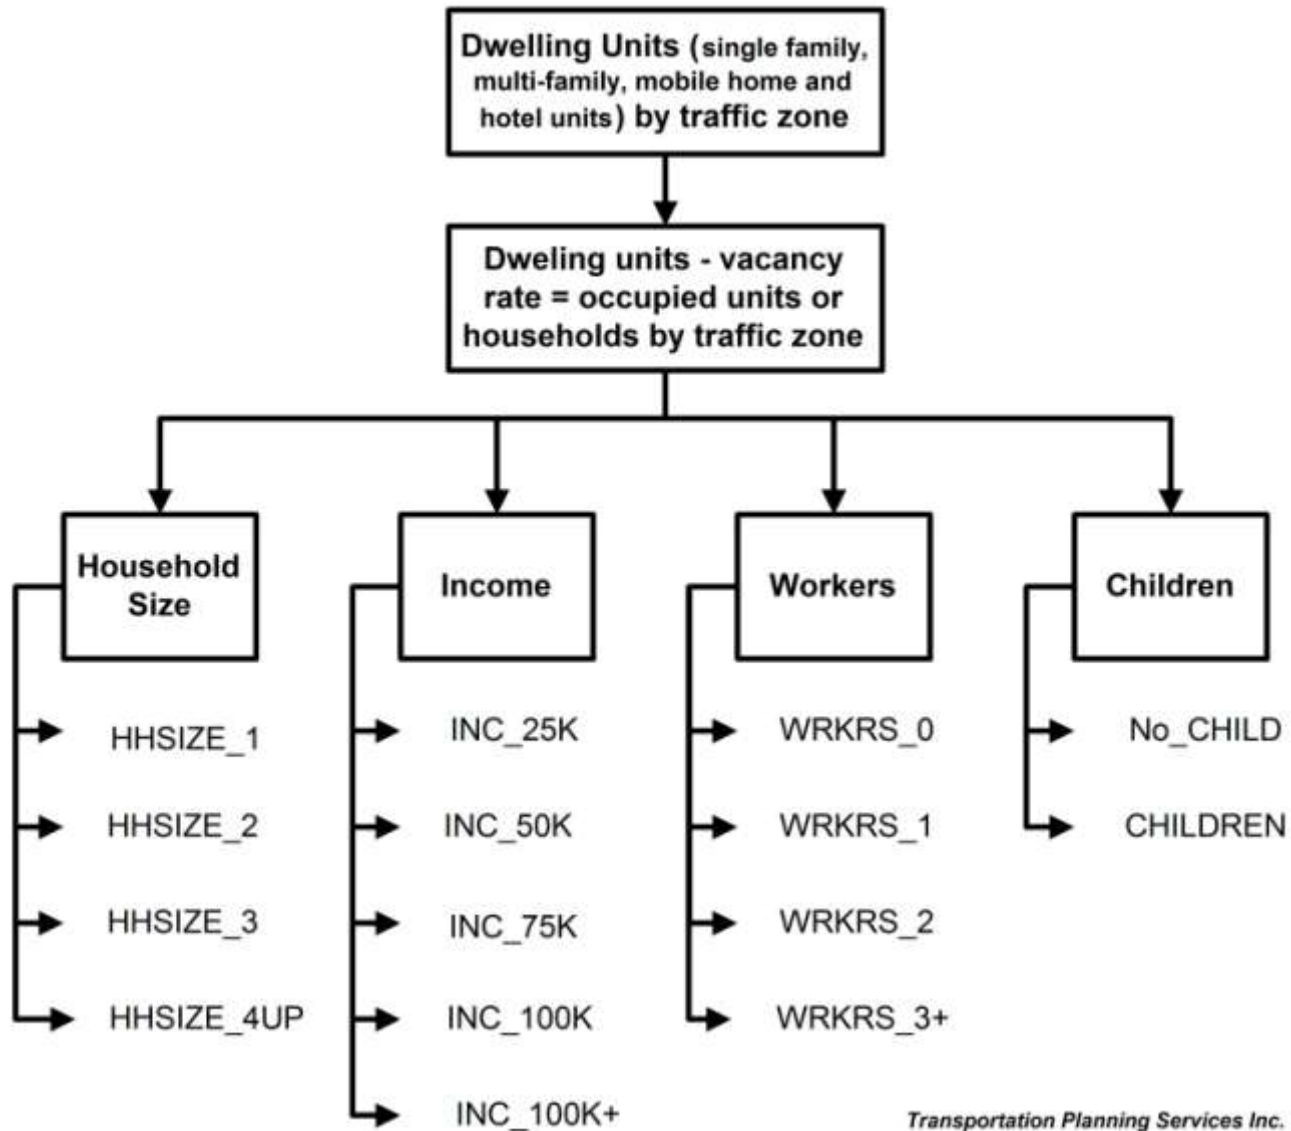 Dwelling Units (single family,
multi-family, mobile home and
hotel units) by traffic zone
Dweling units - vacancy
rate = occupied units or
households by traffic zone
Household
Size
Income
Workers
Children
HHSIZE_1
INC_25K
WRKRS_0
No_CHILD
HHSIZE_2
INC_50K
WRKRS_1
CHILDREN
HHSIZE_3
INC_75K
WRKRS_2
HHSIZE_4UP
INC_100K
WRKRS_3+
INC_100K+
Transportation Planning Services Inc.